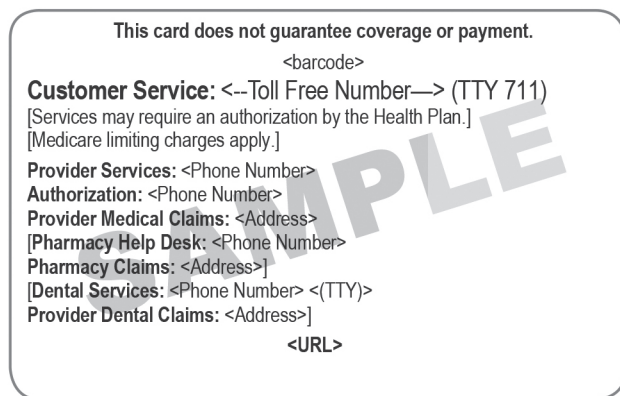 This card does not guarantee coverage or payment.
<barcode>
Customer Service: <--Toll Free Number—> (TTY 711)
[Services may require an authorization by the Health Plan.]
[Medicare limiting charges apply.]
Provider Services: <Phone Number>
Authorization: <Phone Number>
Provider Medical Claims: <Address>
[Pharmacy Help Desk: <Phone Number>
Pharmacy Claims: <Address>]
[Dental Services: <Phone Number> <(TTY)>
Provider Dental Claims: <Address>]
<URL>
SAMPLE